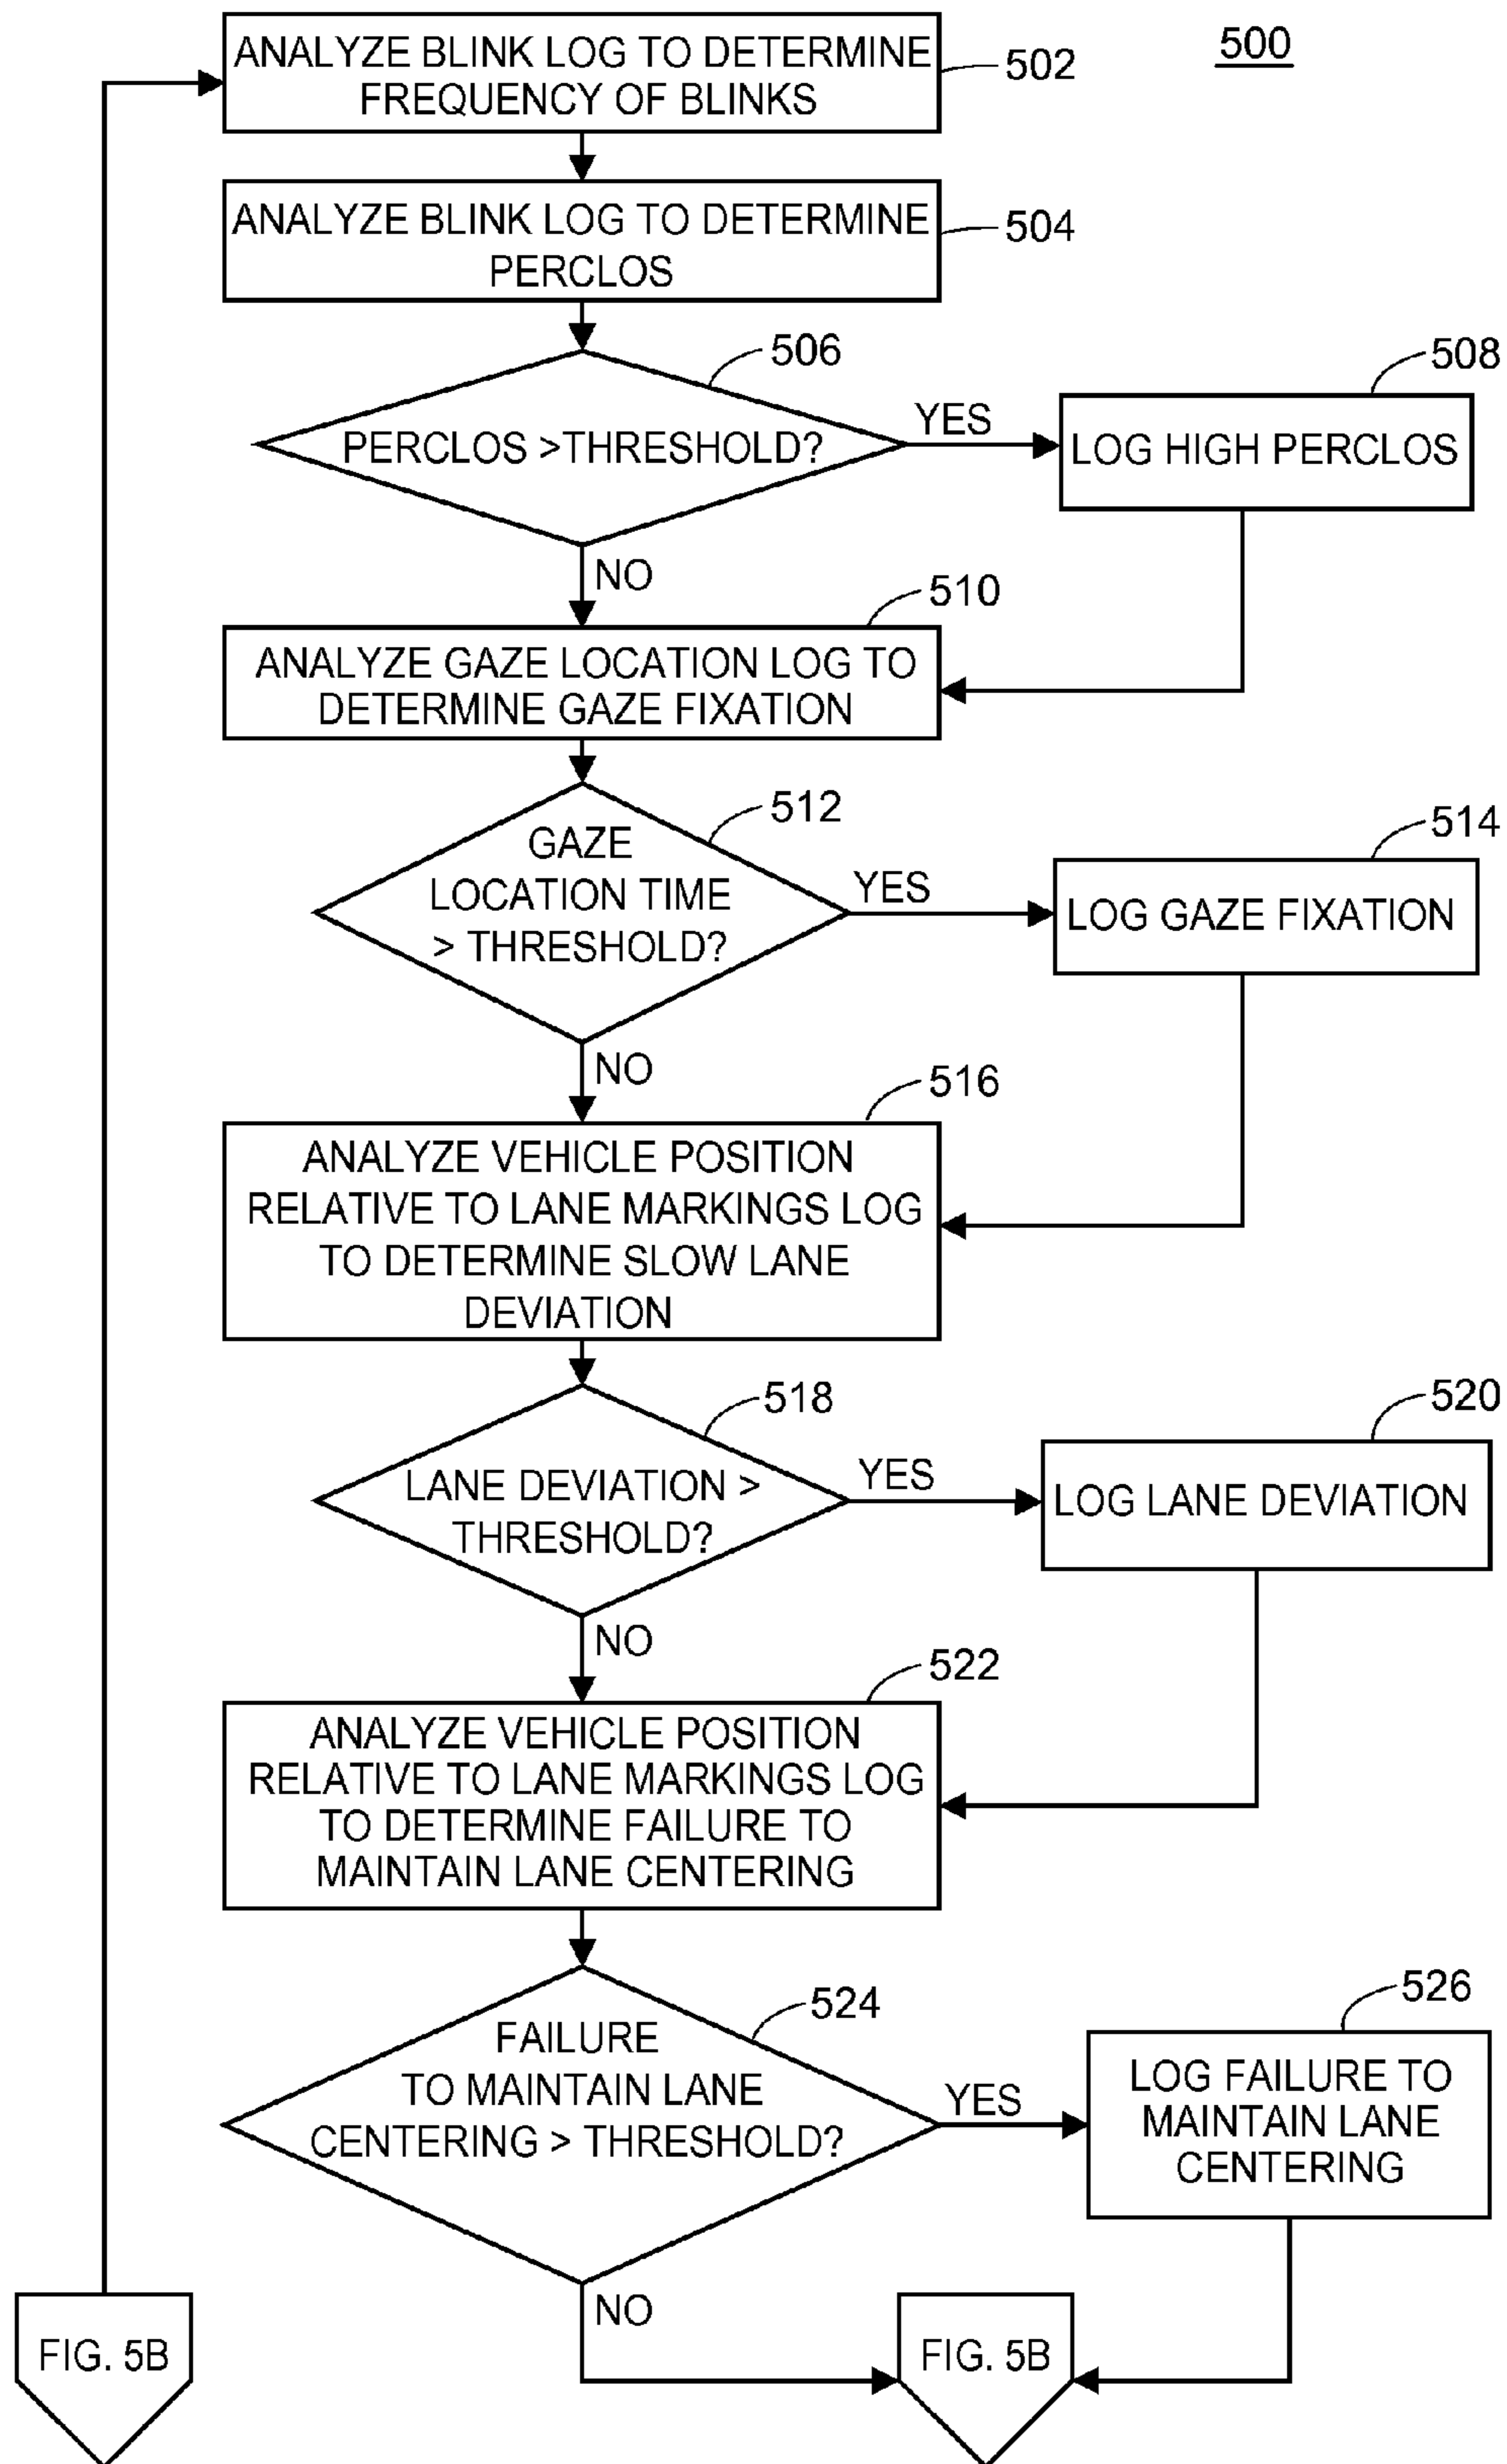 500
ANALYZE BLINK LOG TO DETERMINE
FREQUENCY OF BLINKS
502
ANALYZE BLINK LOG TO DETERMINE
PERCLOS
504
506
PERCLOS >THRESHOLD?
YES
508
LOG HIGH PERCLOS
NO
510
ANALYZE GAZE LOCATION LOG TO
DETERMINE GAZE FIXATION
512
GAZE
LOCATION TIME
> THRESHOLD?
YES
514
LOG GAZE FIXATION
NO
516
ANALYZE VEHICLE POSITION
RELATIVE TO LANE MARKINGS LOG
TO DETERMINE SLOW LANE
DEVIATION
518
LANE DEVIATION >
THRESHOLD?
YES
520
LOG LANE DEVIATION
NO
522
ANALYZE VEHICLE POSITION
RELATIVE TO LANE MARKINGS LOG
TO DETERMINE FAILURE TO
MAINTAIN LANE CENTERING
524
FAILURE
TO MAINTAIN LANE
CENTERING > THRESHOLD?
YES
526
LOG FAILURE TO
MAINTAIN LANE
CENTERING
NO
FIG. 5B
FIG. 5B